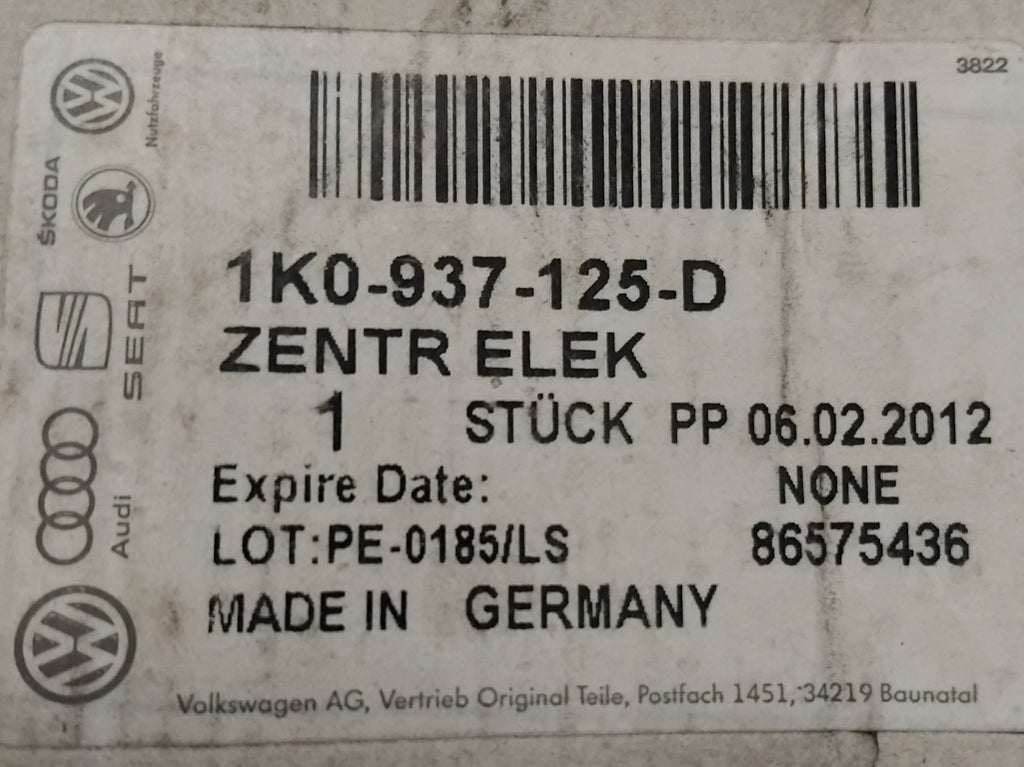 3822
Nutzfahrzeuge
ŠKODA
SEAT
Audi
1K0-937-125-D
ZENTR ELEK
1 STÜCK PP 06.02.2012
Expire Date: NONE
LOT:PE-0185/LS 86575436
MADE IN GERMANY
Volkswagen AG, Vertrieb Original Teile, Postfach 1451, 34219 Baunatal